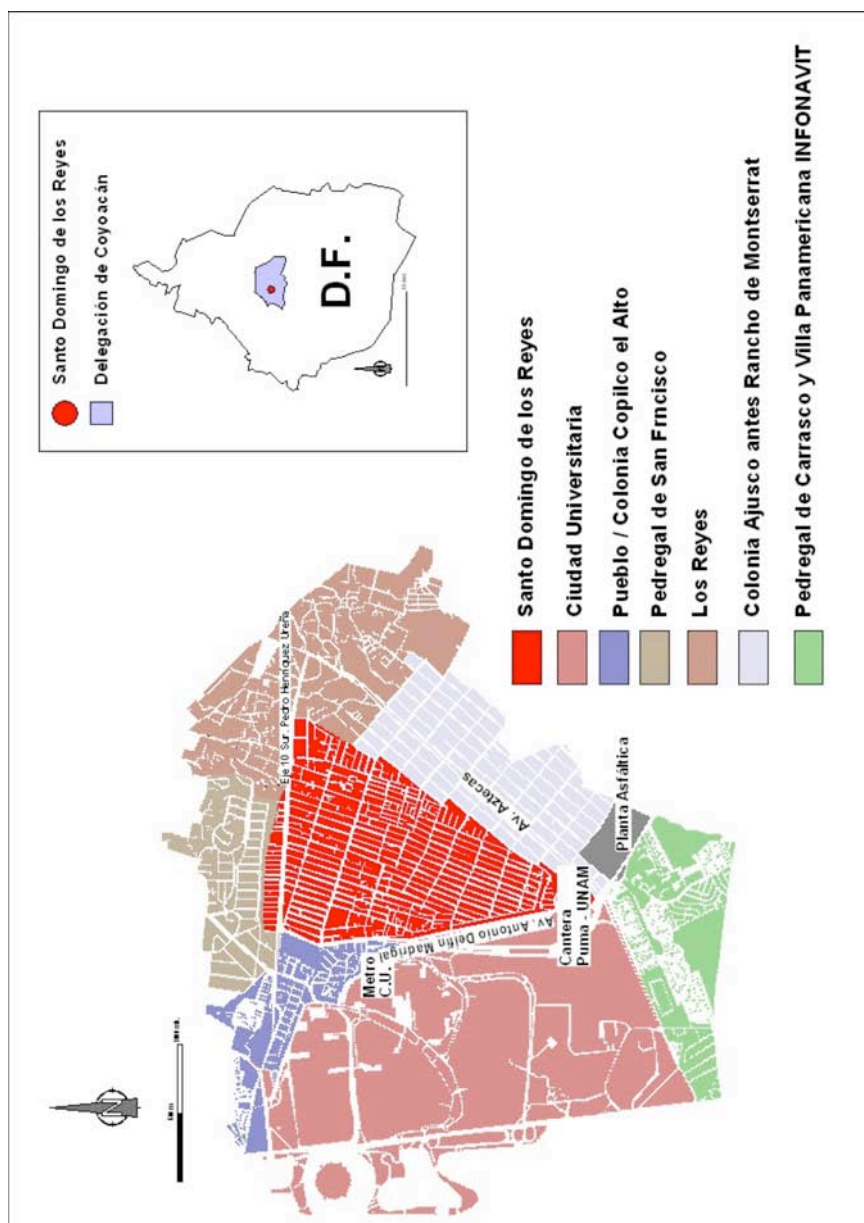 Santo Domingo de los Reyes
Delegación de Coyoacán
D.F.
N
Eje 10 Sur. Pedro Henríquez Ureña
Metro
C.U.
Av. Antonio Delfín Madrigal
Av. Aztecas
Cantera
Puma - UNAM
Planta Asfáltica
Santo Domingo de los Reyes
Ciudad Universitaria
Pueblo / Colonia Copilco el Alto
Pedregal de San Frncisco
Los Reyes
Colonia Ajusco antes Rancho de Montserrat
Pedregal de Carrasco y Villa Panamericana INFONAVIT